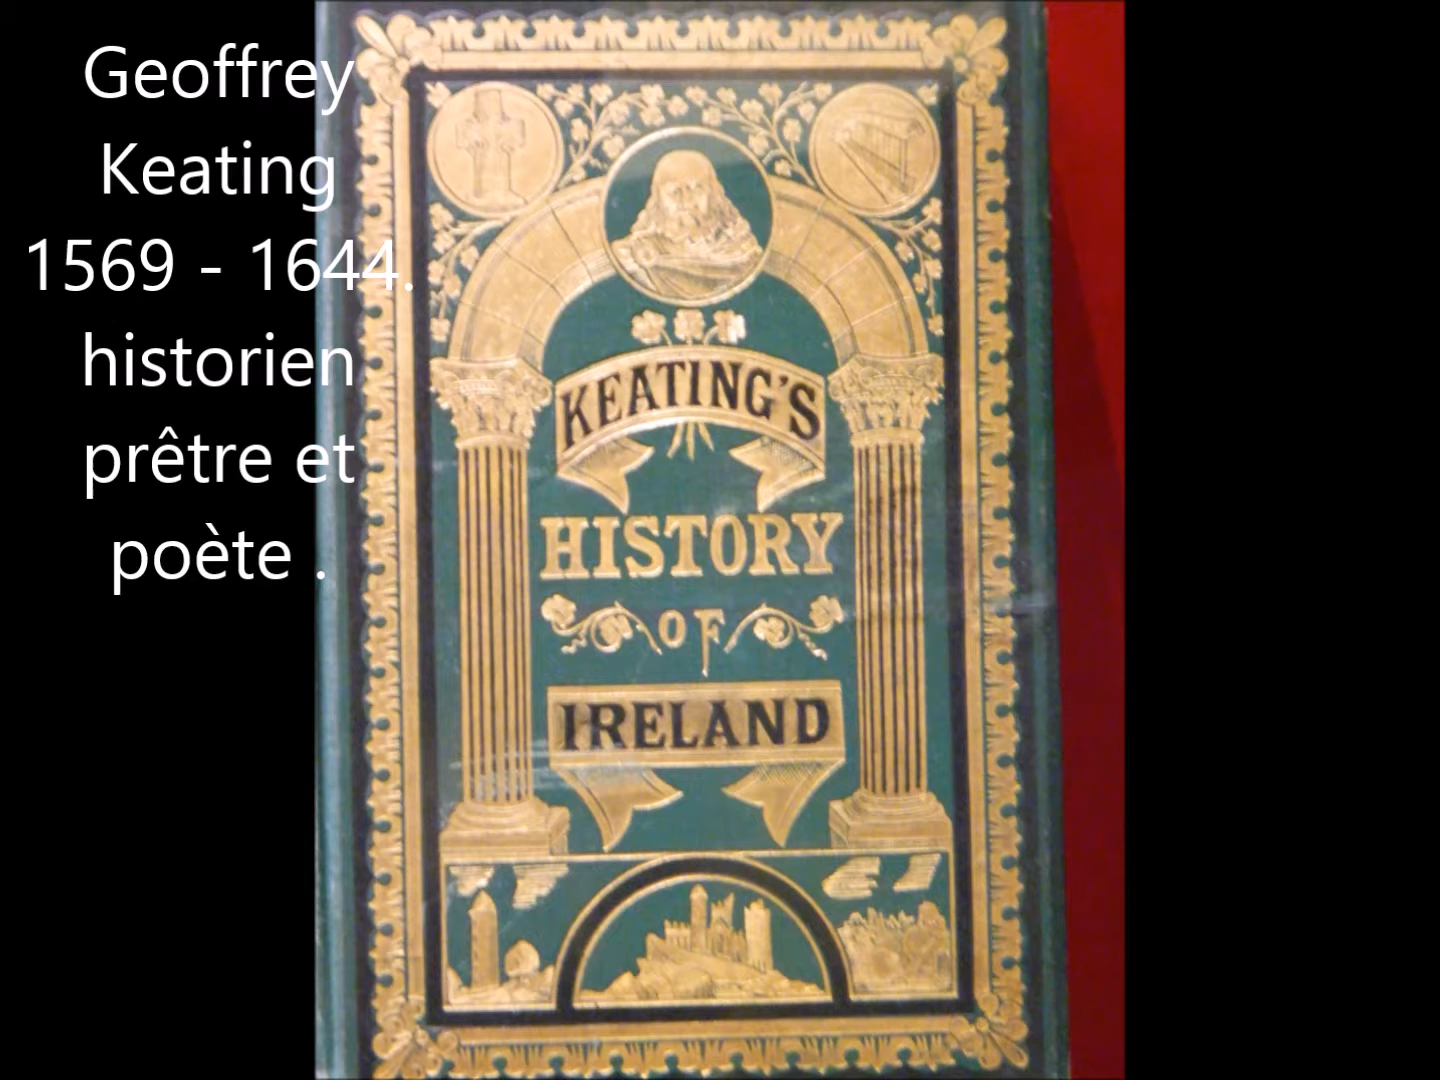 Geoffrey
Keating
1569 - 1644.
historien
prêtre et
poète .
KEATING'S
HISTORY
OF
IRELAND